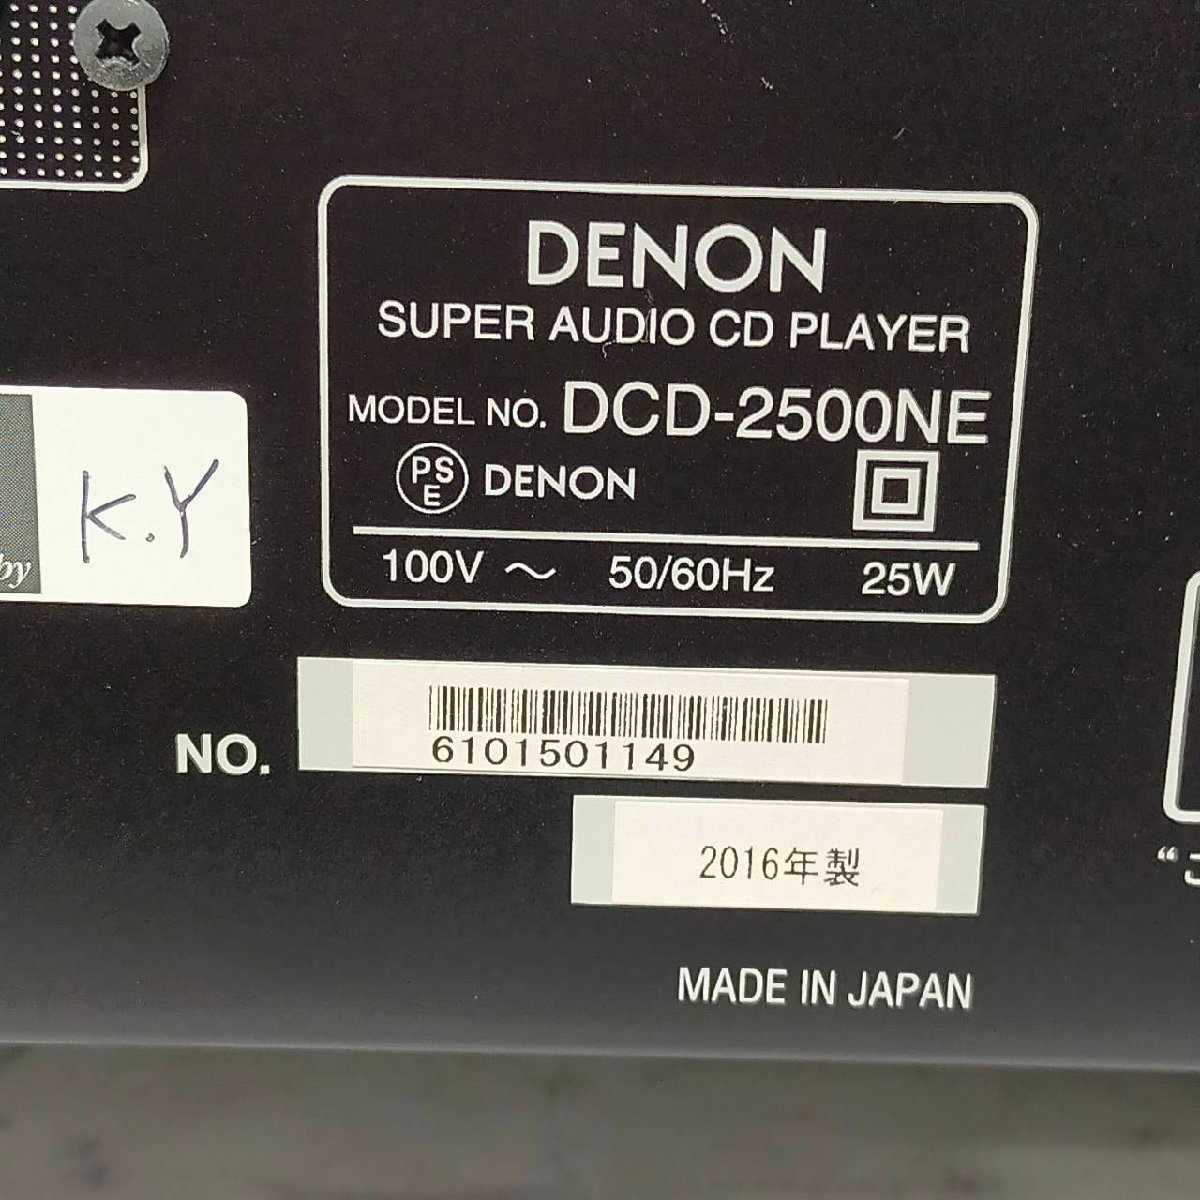 DENON
SUPER AUDIO CD PLAYER
MODEL NO. DCD-2500NE
PSE DENON
100V ～ 50/60Hz 25W
by
K.Y
NO. 6101501149
2016年製
MADE IN JAPAN